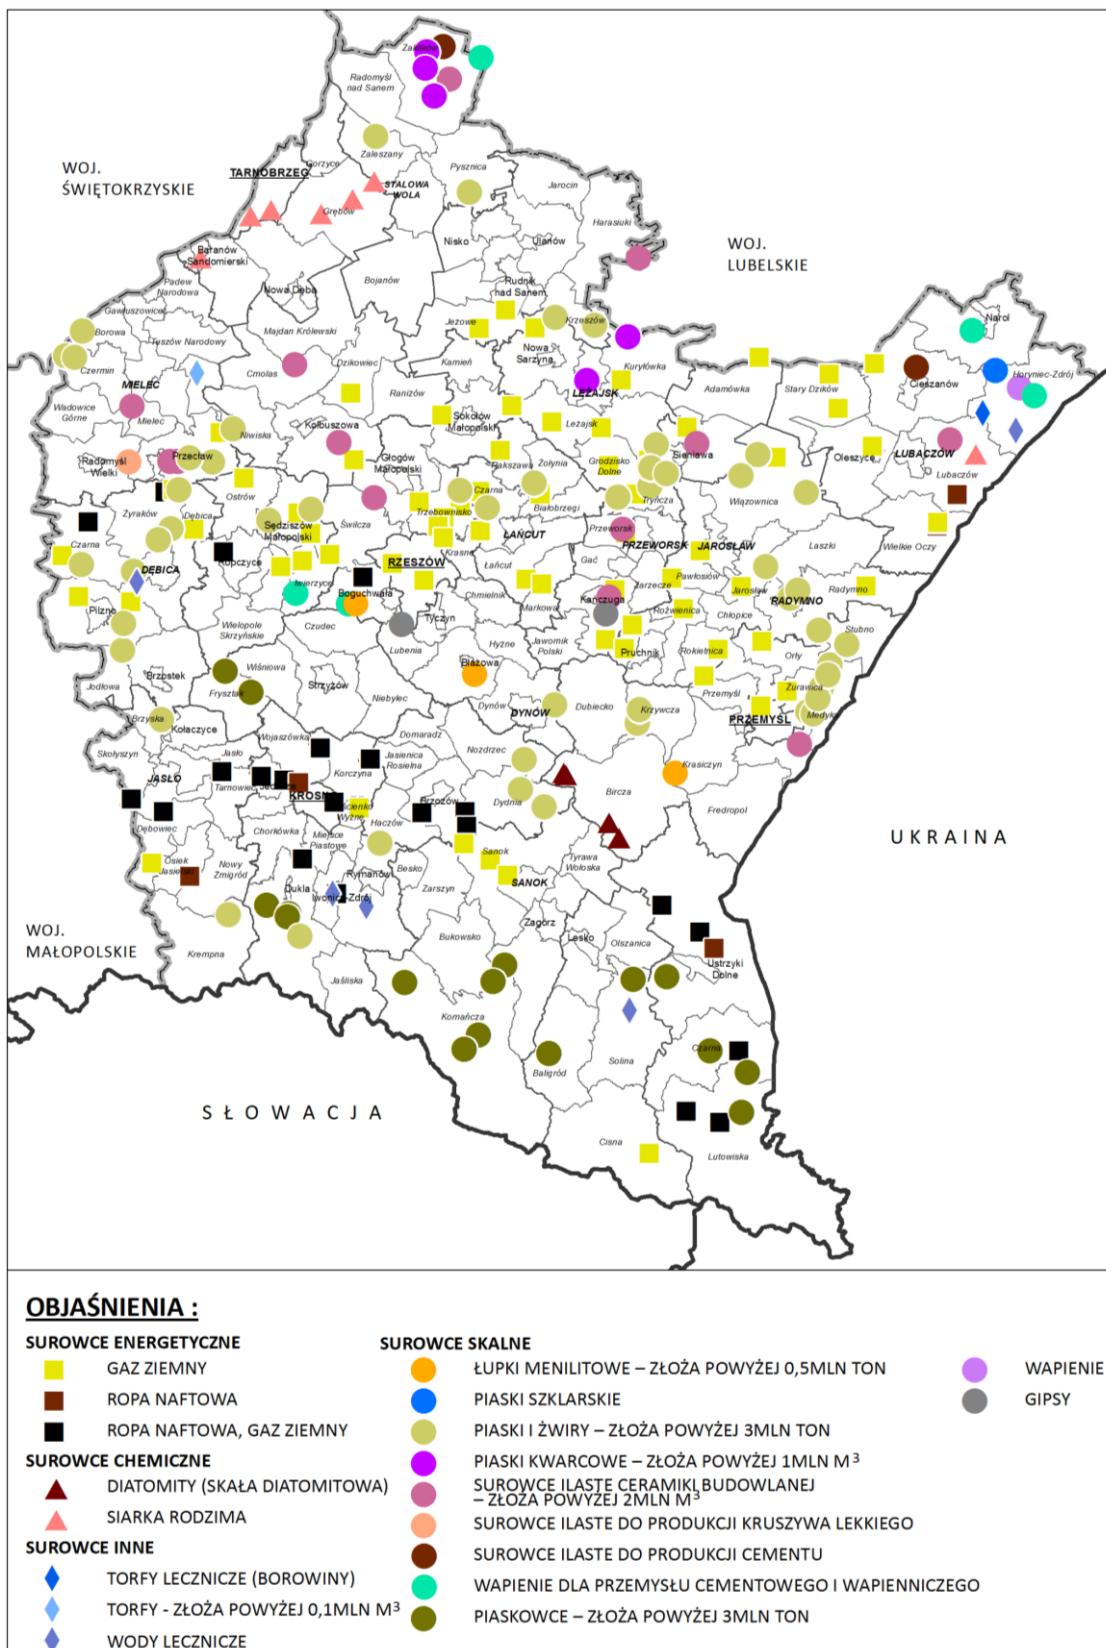 Zaklików
Radomyśl
nad Sanem
WOJ.
ŚWIĘTOKRZYSKIE
Zaleszany
Gorzyce
TARNOBRZEG
STALOWA
WOLA
Pysznica
Jarocin
Grębów
Harasiuki
Nisko
Ulanów
WOJ.
LUBELSKIE
Baranów
Sandomierski
Padew
Narodowa
Nowa Dęba
Bojanów
Rudnik
nad Sanem
Gawłuszowice
Borowa
Tuszów Narodowy
Majdan Królewski
Jeżowe
Krzeszów
Narol
Czermin
Cmolas
Dzikowiec
Kamień
Nowa
Sarzyna
Kuryłówka
Cieszanów
Horyniec-Zdrój
MIELEC
Wadowice
Górne
Mielec
Raniżów
LEŻAJSK
Adamówka
Stary Dzików
Niwiska
Kolbuszowa
Sokołów
Małopolski
Leżajsk
Oleszyce
LUBACZÓW
Radomyśl
Wielki
Przecław
Głogów
Małopolski
Rakszawa
Żołynia
Grodzisko
Dolne
Sieniawa
Lubaczów
Ostrów
Czarna
Białobrzegi
Tryńcza
Wiązownica
Żyraków
Dębica
Sędziszów
Małopolski
Świlcza
Trzebownisko
ŁAŃCUT
Przeworsk
PRZEWORSK
JAROSŁAW
Laszki
Wielkie Oczy
Czarna
Ropczyce
RZESZÓW
Krasne
Łańcut
Gać
DĘBICA
Iwierzyce
Boguchwała
Chmielnik
Markowa
Kańczuga
Zarzecze
Pawłosiów
Jarosław
Radymno
RADYMNO
Pilzno
Wielopole
Skrzyńskie
Czudec
Tyczyn
Lubenia
Hyżne
Jawornik
Polski
Roźwienica
Chłopice
Pruchnik
Rokietnica
Orły
Stubno
Jodłowa
Brzostek
Wiśniowa
Frysztak
Strzyżów
Niebylec
Błażowa
Dynów
DYNÓW
Dubiecko
Krzywcza
Przemyśl
Żurawica
Medyka
PRZEMYŚL
Brzyska
Kołaczyce
Skołyszyn
Jasło
Wojaszówka
Domaradz
Jasienica
Rosielna
Nozdrzec
Krasiczyn
JASŁO
Tarnowiec
KROSNO
Korczyna
Brzozów
Dydnia
Bircza
Fredropol
Dębowiec
Chorkówka
Miejsce
Piastowe
Haczów
UKRAINA
Osiek
Jasielski
Nowy
Żmigród
Dukla
Iwonicz-Zdrój
Rymanów
Besko
Zarszyn
Sanok
SANOK
Tyrawa
Wołoska
WOJ.
MAŁOPOLSKIE
Krempna
Jaśliska
Bukowsko
Zagórz
Lesko
Olszanica
Ustrzyki
Dolne
Komańcza
Baligród
Solina
Czarna
SŁOWACJA
Cisna
Lutowiska
OBJAŚNIENIA :
SUROWCE ENERGETYCZNE
GAZ ZIEMNY
ROPA NAFTOWA
ROPA NAFTOWA, GAZ ZIEMNY
SUROWCE CHEMICZNE
DIATOMITY (SKAŁA DIATOMITOWA)
SIARKA RODZIMA
SUROWCE INNE
TORFY LECZNICZE (BOROWINY)
TORFY - ZŁOŻA POWYŻEJ 0,1MLN M³
WODY LECZNICZE
SUROWCE SKALNE
ŁUPKI MENILITOWE – ZŁOŻA POWYŻEJ 0,5MLN TON
PIASKI SZKLARSKIE
PIASKI I ŻWIRY – ZŁOŻA POWYŻEJ 3MLN TON
PIASKI KWARCOWE – ZŁOŻA POWYŻEJ 1MLN M³
SUROWCE ILASTE CERAMIKI BUDOWLANEJ
– ZŁOŻA POWYŻEJ 2MLN M³
SUROWCE ILASTE DO PRODUKCJI KRUSZYWA LEKKIEGO
SUROWCE ILASTE DO PRODUKCJI CEMENTU
WAPIENIE DLA PRZEMYSŁU CEMENTOWEGO I WAPIENNICZEGO
PIASKOWCE – ZŁOŻA POWYŻEJ 3MLN TON
WAPIENIE
GIPSY